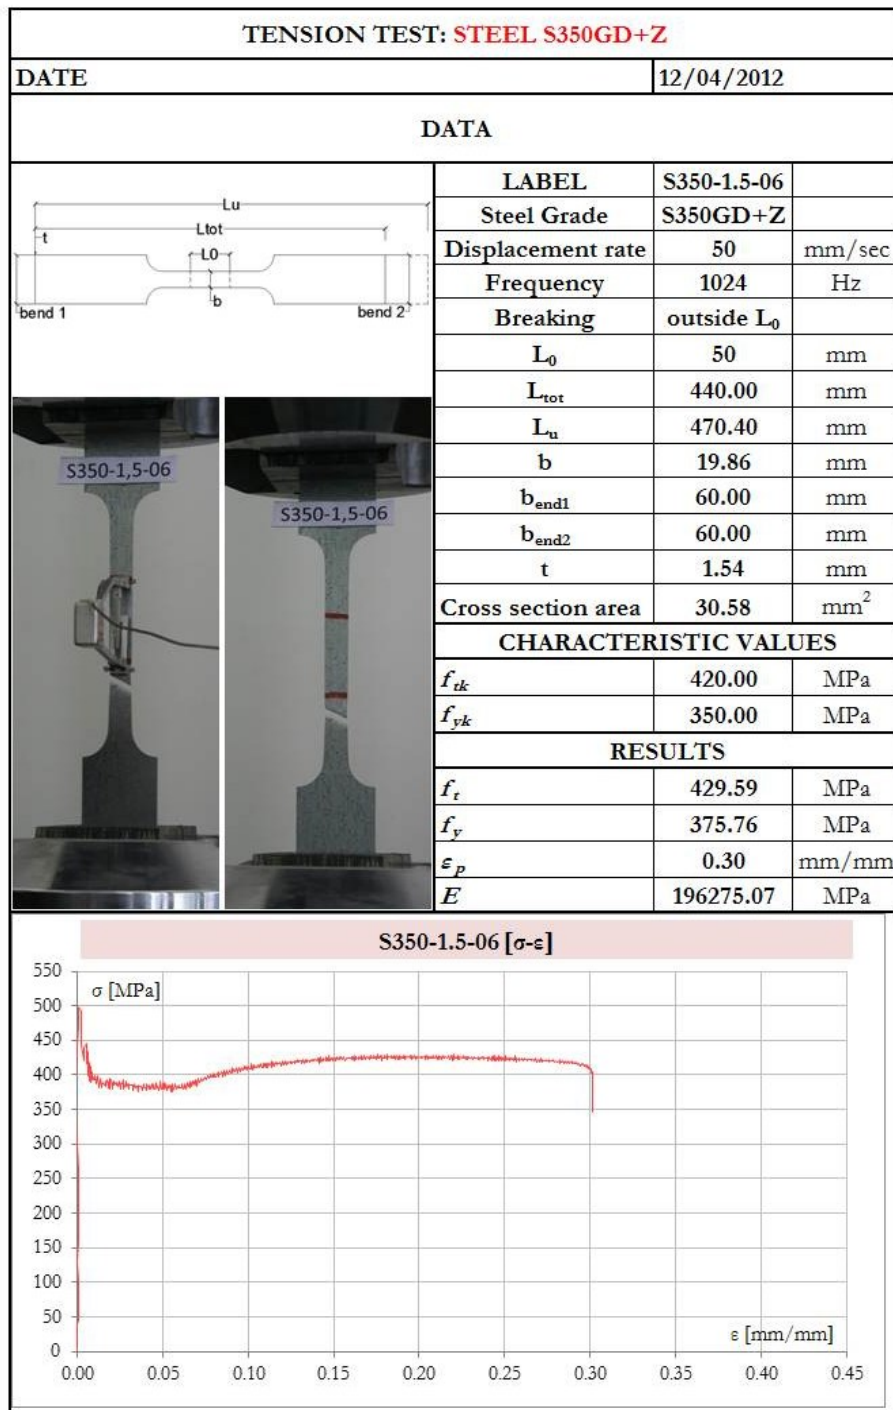 TENSION TEST: STEEL S350GD+Z
DATE 12/04/2012
DATA
Lu
Ltot
t
L0
b
bend 1 bend 2
S350-1,5-06
S350-1,5-06
LABEL S350-1.5-06
Steel Grade S350GD+Z
Displacement rate 50 mm/sec
Frequency 1024 Hz
Breaking outside L₀
L₀ 50 mm
Lₜₒₜ 440.00 mm
Lᵤ 470.40 mm
b 19.86 mm
bend1 60.00 mm
bend2 60.00 mm
t 1.54 mm
Cross section area 30.58 mm²
CHARACTERISTIC VALUES
ftk 420.00 MPa
fyk 350.00 MPa
RESULTS
ft 429.59 MPa
fy 375.76 MPa
εp 0.30 mm/mm
E 196275.07 MPa
S350-1.5-06 [σ-ε]
σ [MPa]
550
500
450
400
350
300
250
200
150
100
50
0
ε [mm/mm]
0.00 0.05 0.10 0.15 0.20 0.25 0.30 0.35 0.40 0.45